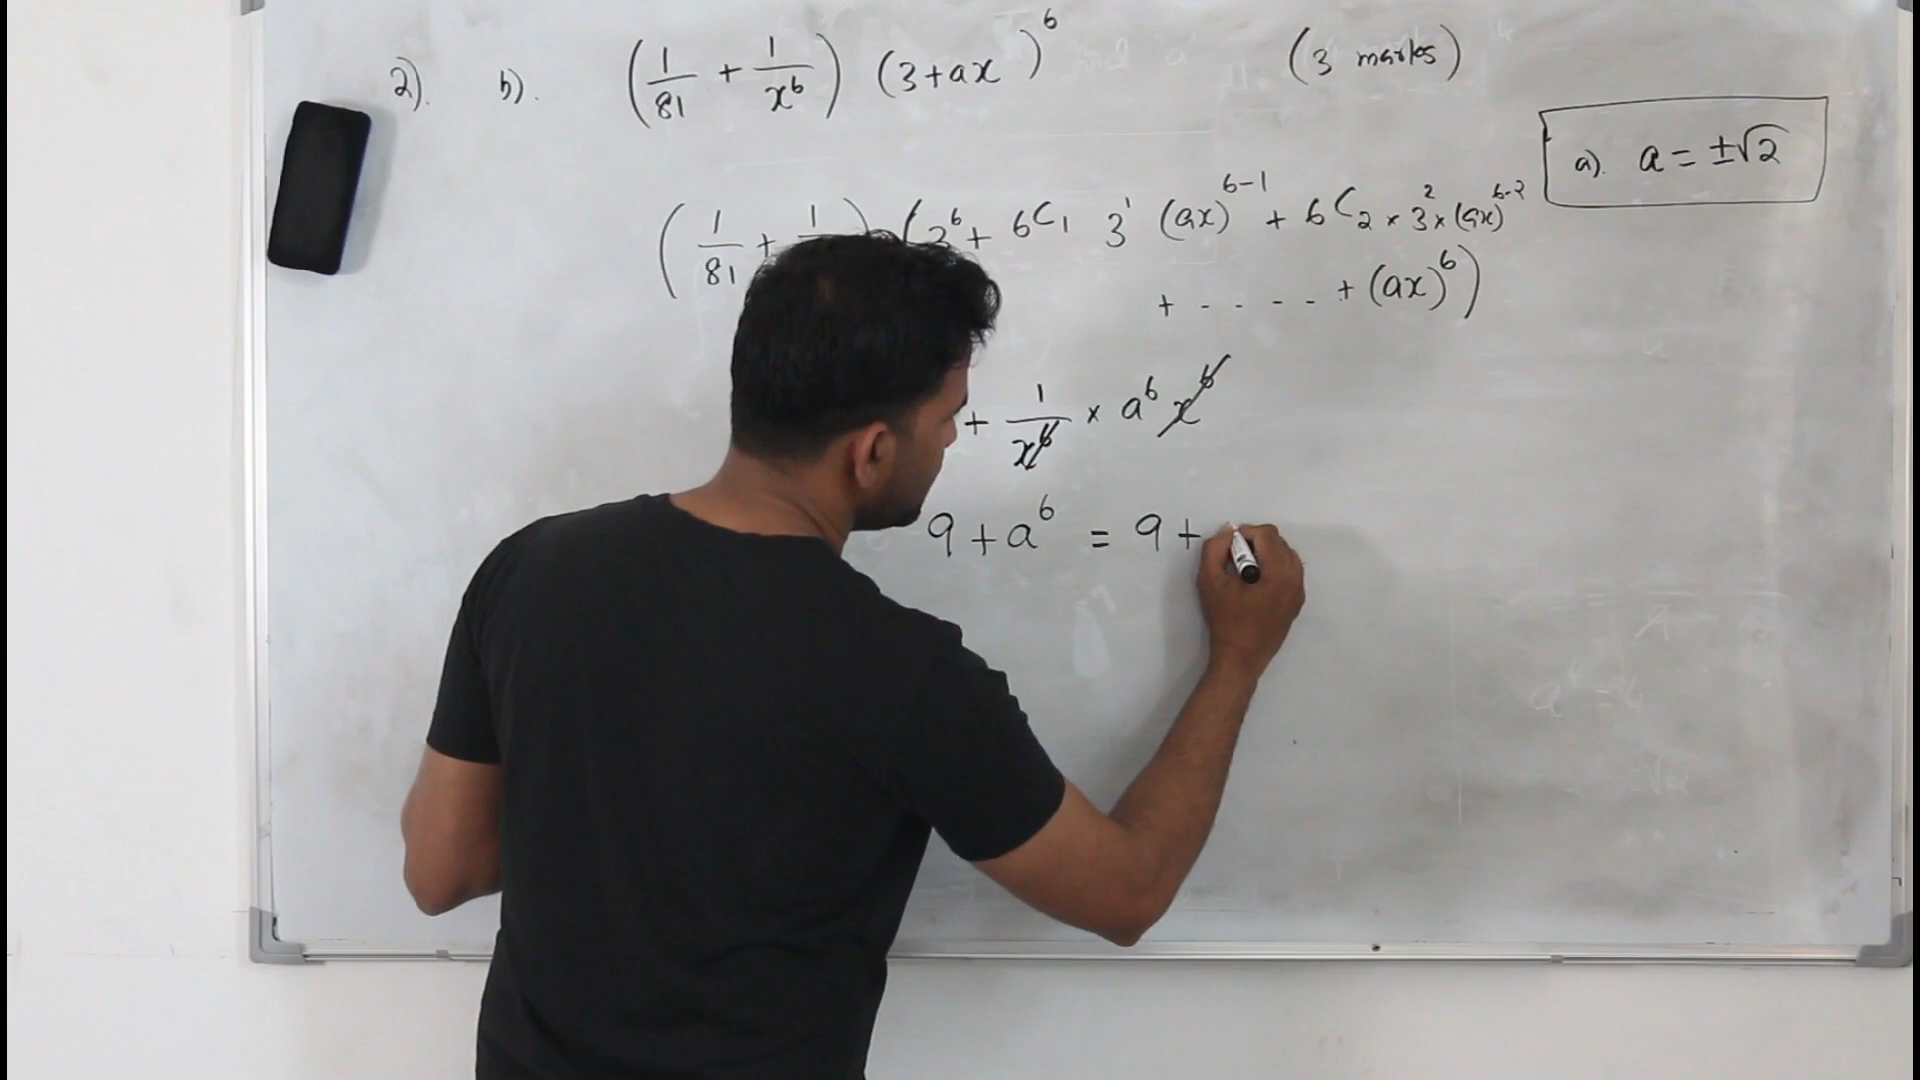 2). b). (1/81 + 1/x^6) (3+ax)^6 (3 marks)
a). a = ±√2
(1/81 + 1 (3^6 + 6C1 3^1 (ax)^6-1 + 6C2 × 3^2 × (ax)^6-2
+ - - - - + (ax)^6)
+ 1/x^6 × a^6 x^6
9 + a^6 = 9 +